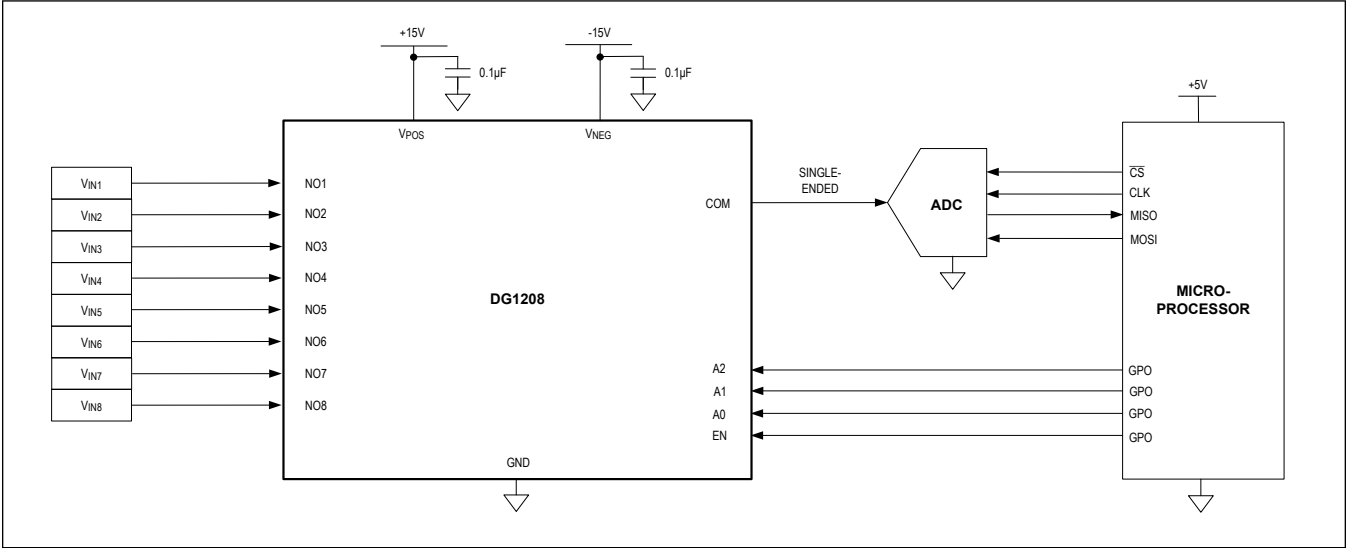 +15V
-15V
0.1µF
0.1µF
+5V
VPOS
VNEG
VIN1
VIN2
VIN3
VIN4
VIN5
VIN6
VIN7
VIN8
NO1
NO2
NO3
NO4
NO5
NO6
NO7
NO8
DG1208
COM
A2
A1
A0
EN
GND
SINGLE-
ENDED
ADC
C̅S̅
CLK
MISO
MOSI
MICRO-
PROCESSOR
GPO
GPO
GPO
GPO